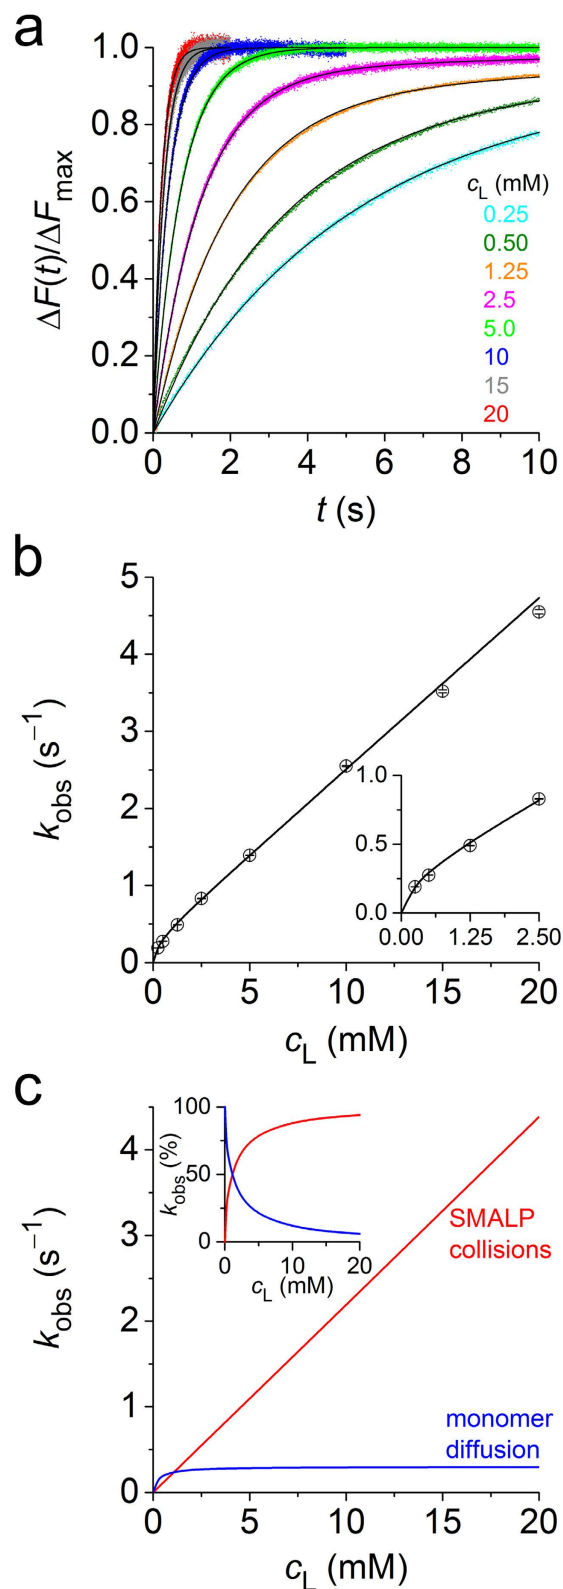 a
1.0
0.8
0.6
0.4
0.2
0.0
ΔF(t)/ΔFmax
cL (mM)
0.25
0.50
1.25
2.5
5.0
10
15
20
0 2 4 6 8 10
t (s)
b
5
4
3
2
1
0
kobs (s−1)
1.0
0.5
0.0
0.00 1.25 2.50
0 5 10 15 20
cL (mM)
c
4
3
2
1
0
kobs (s−1)
100
50
0
kobs (%)
0 10 20
cL (mM)
SMALP
collisions
monomer
diffusion
0 5 10 15 20
cL (mM)